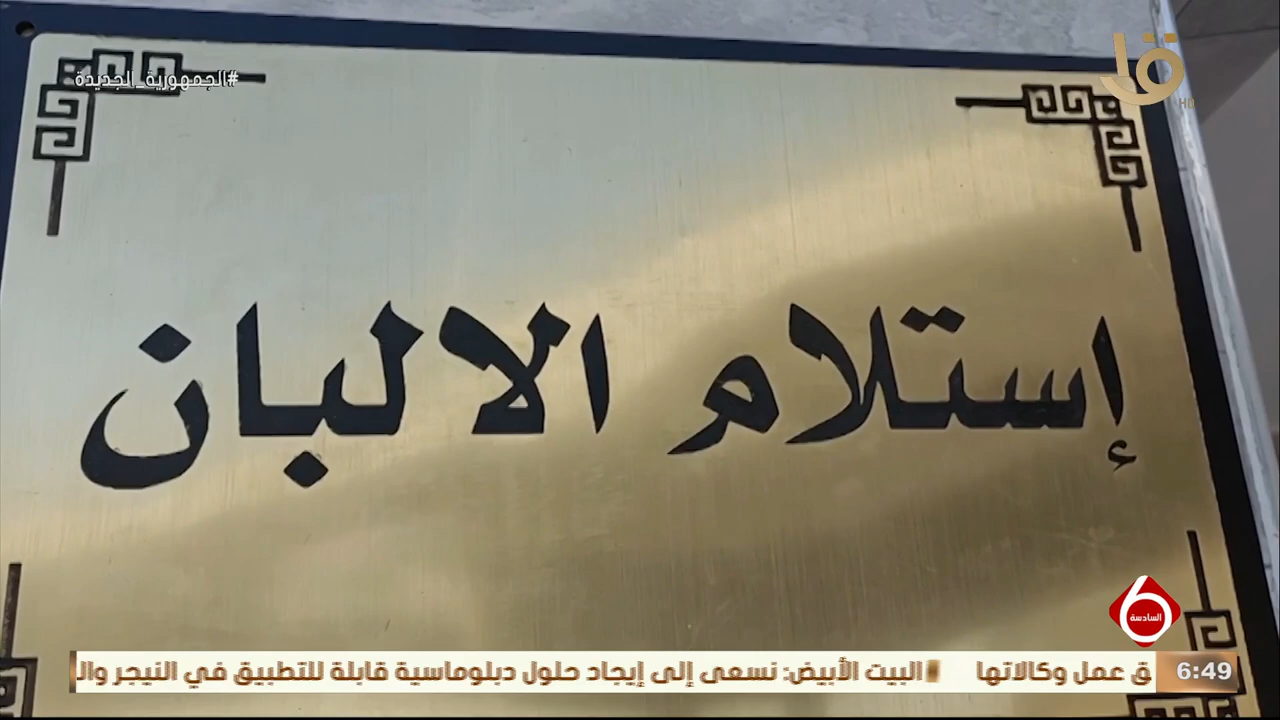 #الجمهورية_الجديدة
HD
إستلام الالبان
السادسة
6:49
ق عمل وكالاتها
البيت الأبيض: نسعى إلى إيجاد حلول دبلوماسية قابلة للتطبيق في النيجر وال